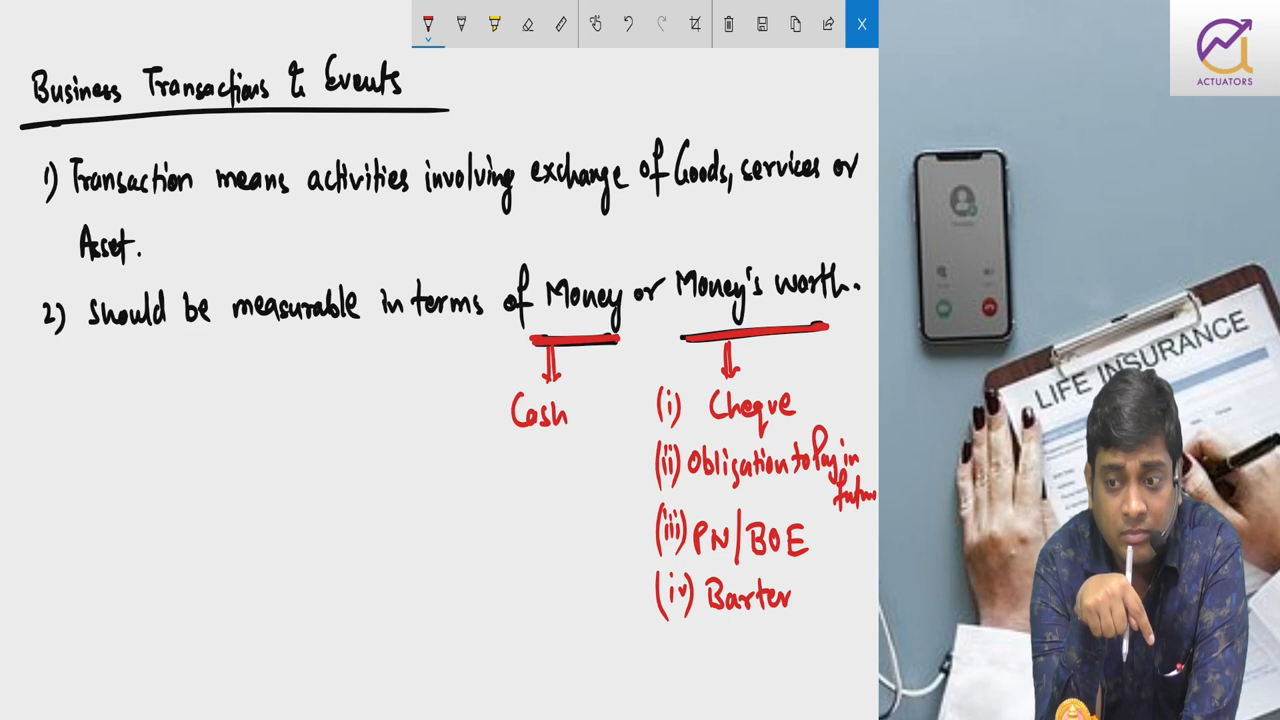 ACTUATORS
Business Transactions & Events
1) Transaction means activities involving exchange of Goods, services or
Asset.
2) Should be measurable in terms of Money or Money's worth.
Cash
(i) Cheque
(ii) Obligation to Pay in
future
(iii) PN/BOE
(iv) Barter
LIFE INSURANCE